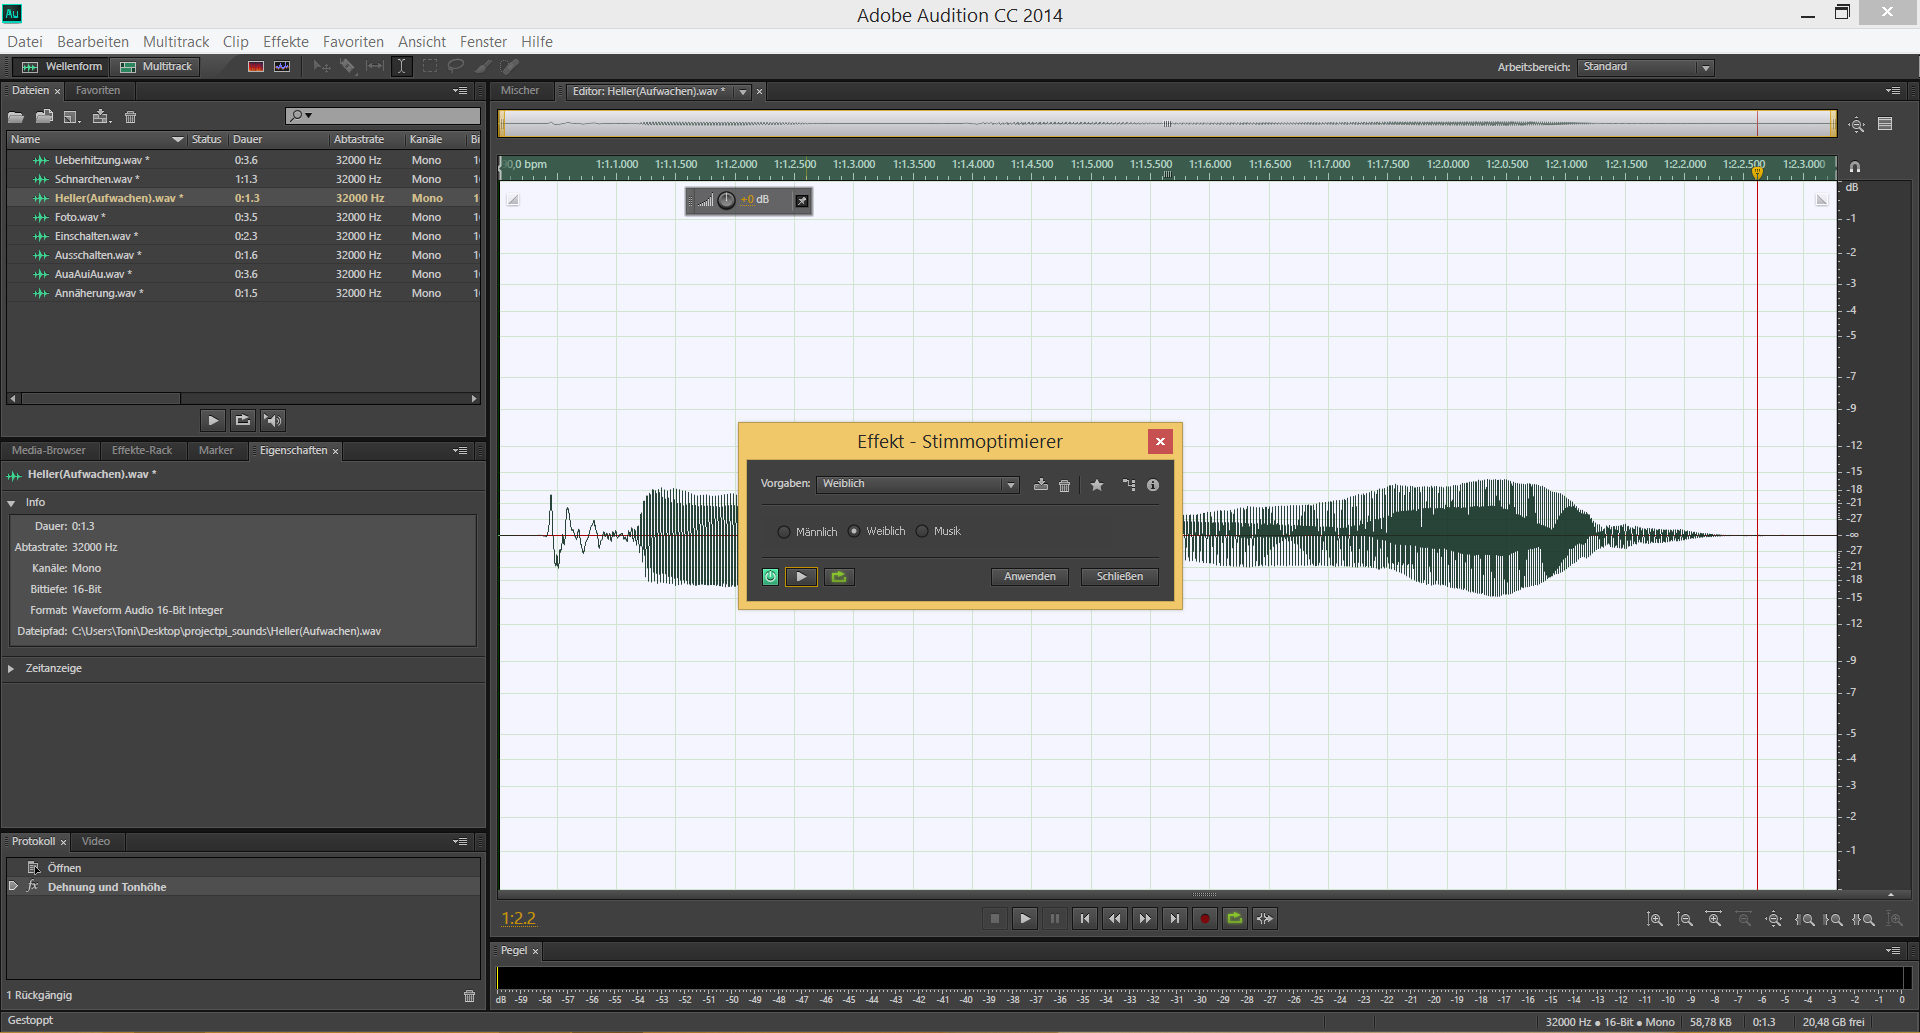 Au
Adobe Audition CC 2014
Datei Bearbeiten Multitrack Clip Effekte Favoriten Ansicht Fenster Hilfe
Wellenform Multitrack
Arbeitsbereich: Standard
Dateien Favoriten
Name Status Dauer Abtastrate Kanäle Bi
Ueberhitzung.wav * 0:3.6 32000 Hz Mono 1
Schnarchen.wav * 1:1.3 32000 Hz Mono 1
Heller(Aufwachen).wav * 0:1.3 32000 Hz Mono 1
Foto.wav * 0:3.5 32000 Hz Mono 1
Einschalten.wav * 0:2.3 32000 Hz Mono 1
Ausschalten.wav * 0:1.6 32000 Hz Mono 1
AuaAuiAu.wav * 0:3.6 32000 Hz Mono 1
Annäherung.wav * 0:1.5 32000 Hz Mono 1
Media-Browser Effekte-Rack Marker Eigenschaften
Heller(Aufwachen).wav *
Info
Dauer: 0:1.3
Abtastrate: 32000 Hz
Kanäle: Mono
Bittiefe: 16-Bit
Format: Waveform Audio 16-Bit Integer
Dateipfad: C:\Users\Toni\Desktop\projectpi_sounds\Heller(Aufwachen).wav
Zeitanzeige
Protokoll Video
Öffnen
fx Dehnung und Tonhöhe
1 Rückgängig
Gestoppt
Mischer Editor: Heller(Aufwachen).wav *
0,0 bpm 1:1.1.000 1:1.1.500 1:1.2.000 1:1.2.500 1:1.3.000 1:1.3.500 1:1.4.000 1:1.4.500 1:1.5.000 1:1.5.500 1:1.6.000 1:1.6.500 1:1.7.000 1:1.7.500 1:2.0.000 1:2.0.500 1:2.1.000 1:2.1.500 1:2.2.000 1:2.2.500 1:2.3.000
+0 dB
dB
-1
-2
-3
-4
-5
-7
-9
-12
-15
-18
-21
-27
-∞
-27
-21
-18
-15
-12
-9
-7
-5
-4
-3
-2
-1
Effekt - Stimmoptimierer
Vorgaben: Weiblich
Männlich Weiblich Musik
Anwenden Schließen
1:2.2
Pegel
dB -59 -58 -57 -56 -55 -54 -53 -52 -51 -50 -49 -48 -47 -46 -45 -44 -43 -42 -41 -40 -39 -38 -37 -36 -35 -34 -33 -32 -31 -30 -29 -28 -27 -26 -25 -24 -23 -22 -21 -20 -19 -18 -17 -16 -15 -14 -13 -12 -11 -10 -9 -8 -7 -6 -5 -4 -3 -2 -1 0
32000 Hz • 16-Bit • Mono 58,78 KB 0:1.3 20,48 GB frei